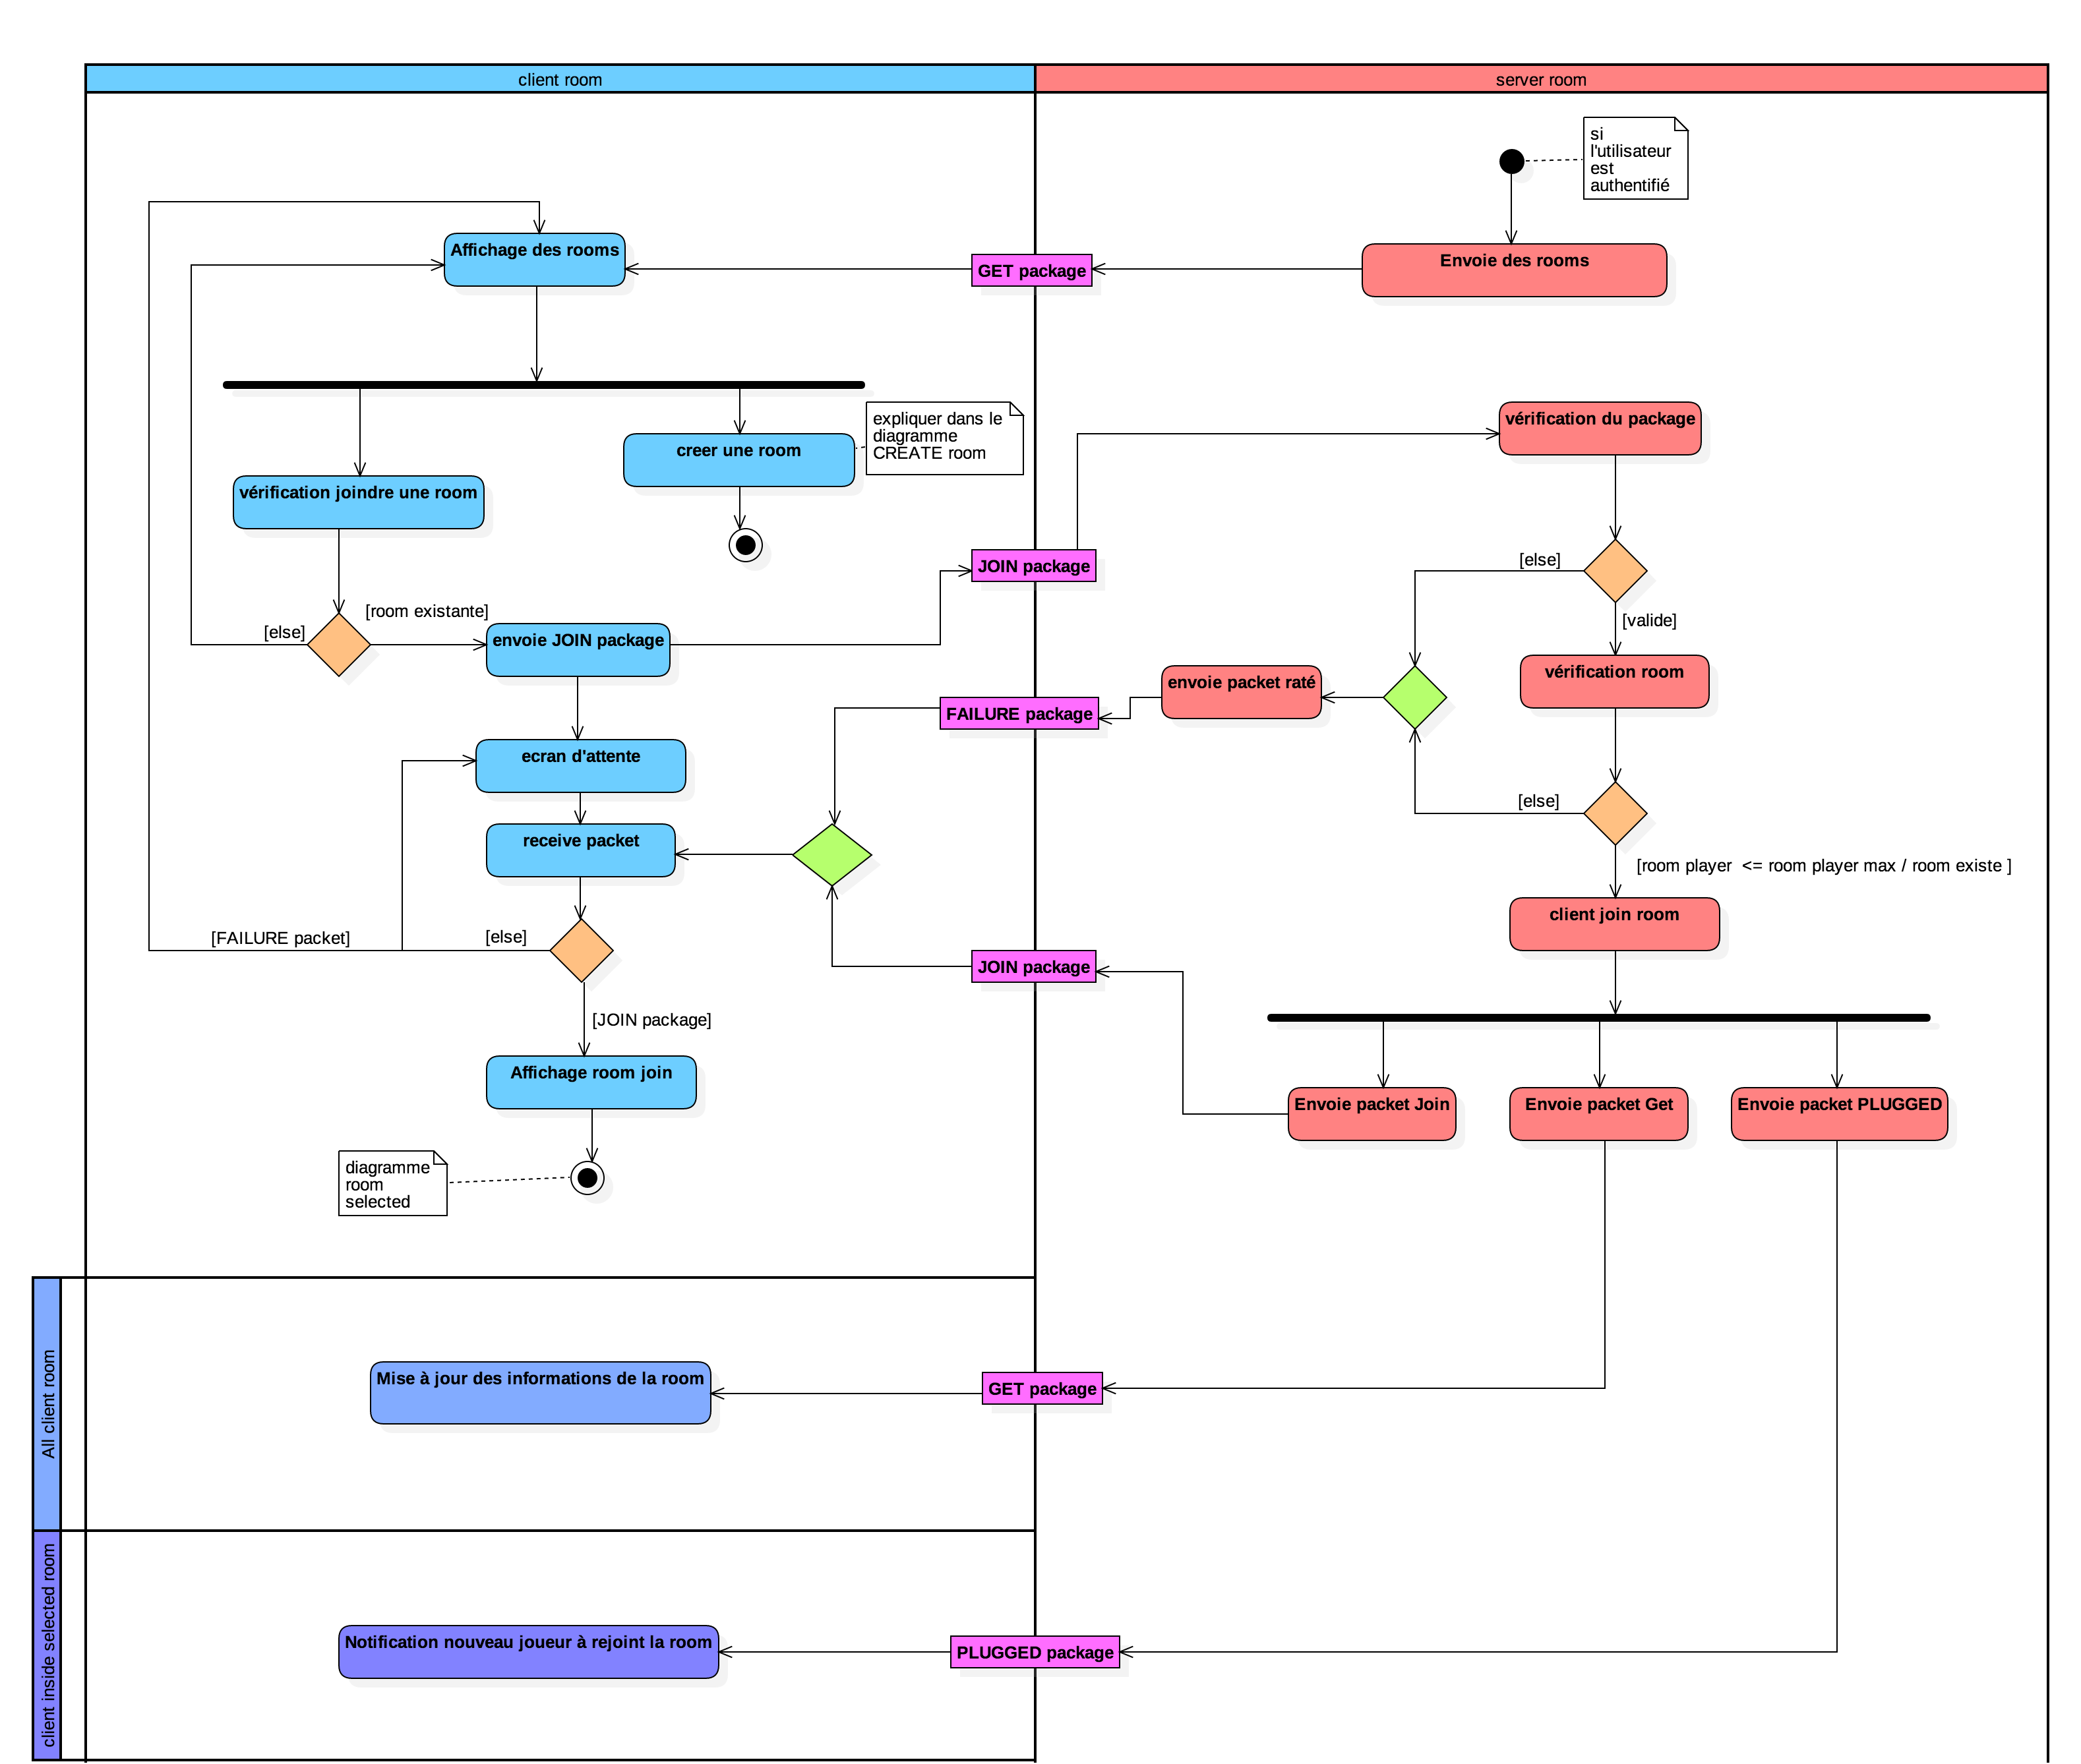 client room
server room
si
l'utilisateur
est
authentifié
Affichage des rooms
GET package
Envoie des rooms
expliquer dans le
diagramme
CREATE room
creer une room
vérification du package
vérification joindre une room
JOIN package
[else]
[room existante]
[else]
[valide]
envoie JOIN package
vérification room
envoie packet raté
FAILURE package
ecran d'attente
[else]
receive packet
[room player  <= room player max / room existe ]
client join room
[FAILURE packet]
[else]
JOIN package
[JOIN package]
Affichage room join
Envoie packet Join
Envoie packet Get
Envoie packet PLUGGED
diagramme
room
selected
All client room
Mise à jour des informations de la room
GET package
client inside selected room
Notification nouveau joueur à rejoint la room
PLUGGED package